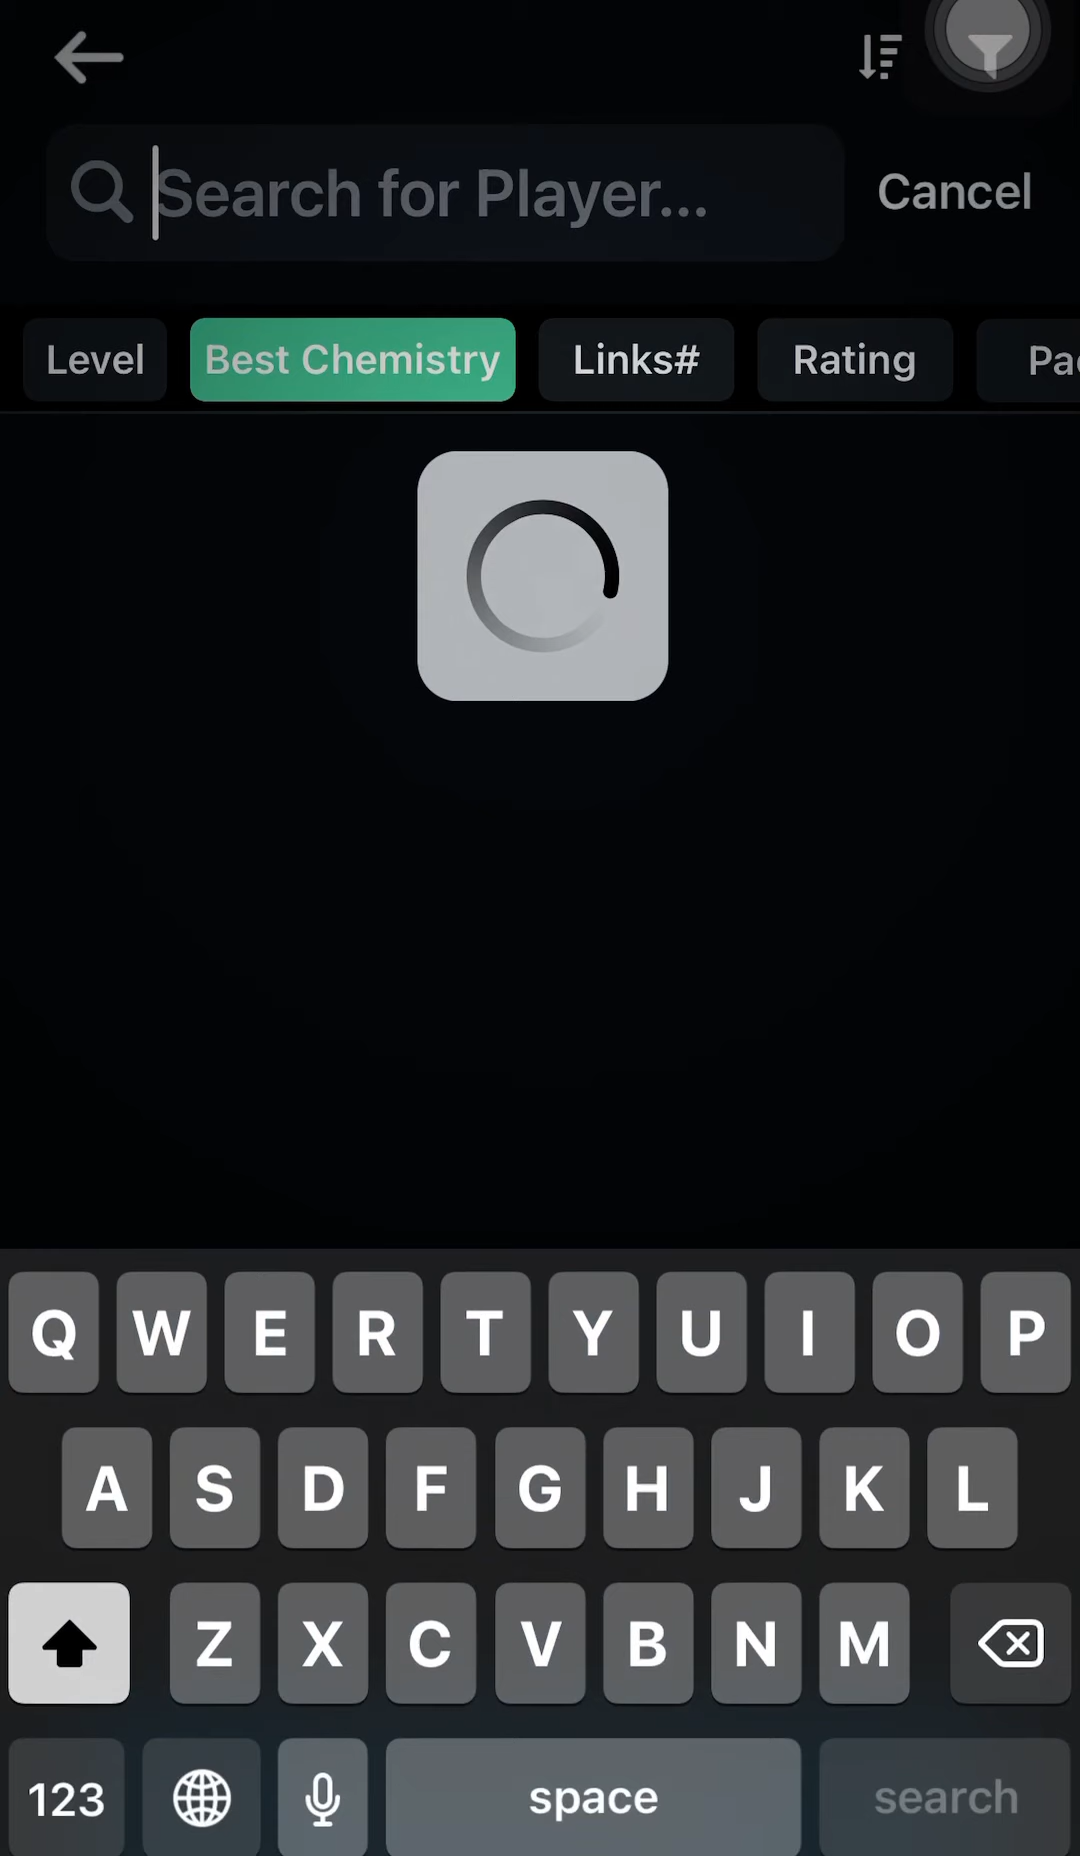 Search for Player...
Cancel
Level Best Chemistry Links# Rating
Q W E R T Y U I O P
A S D F G H J K L
Z X C V B N M
123 space search